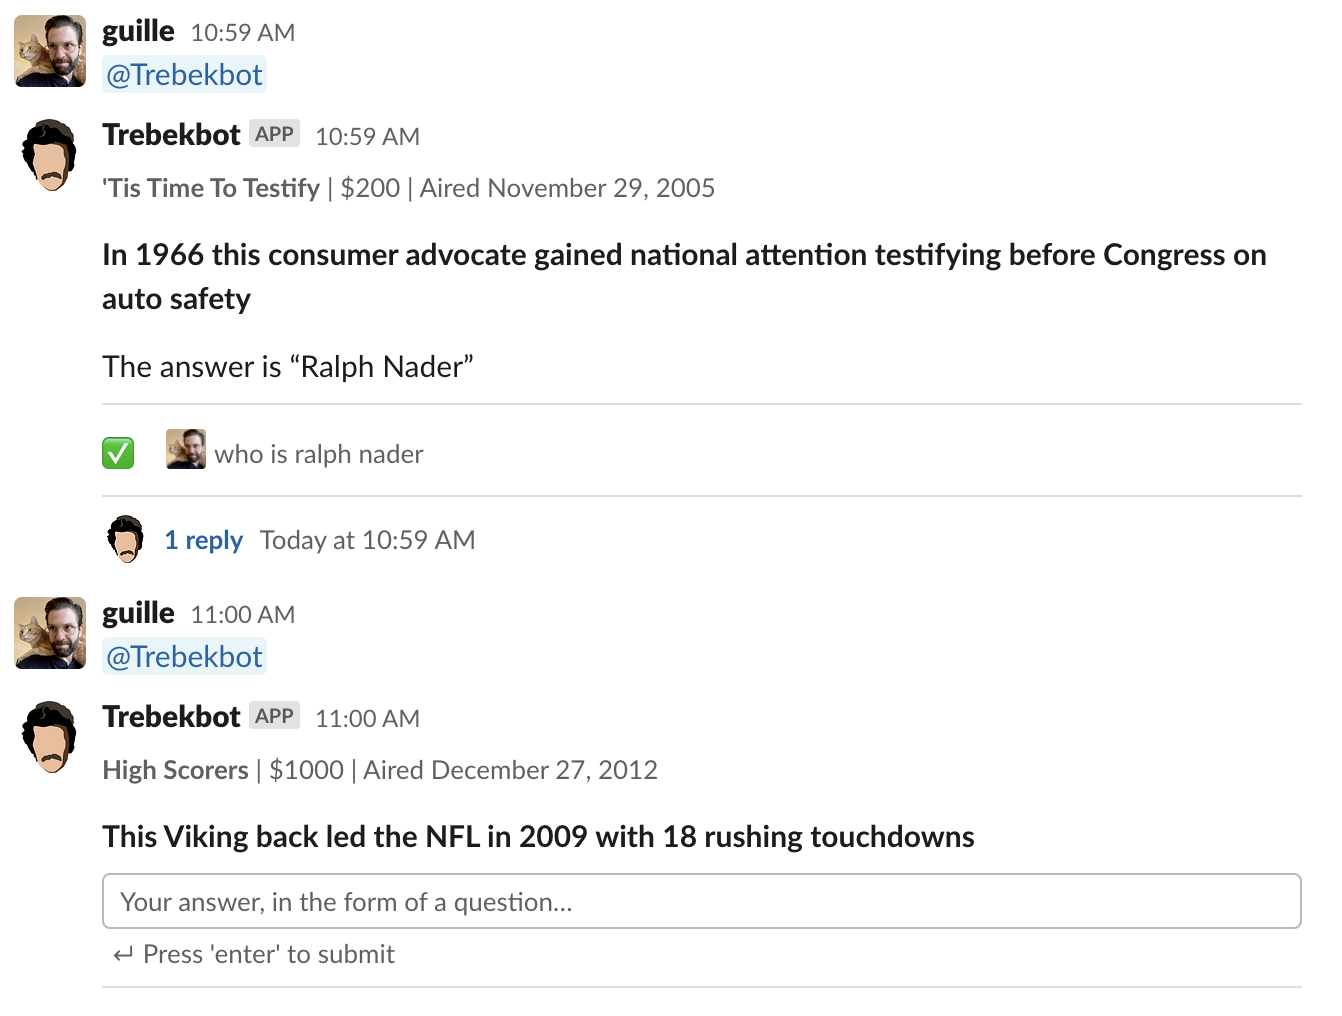 guille 10:59 AM
@Trebekbot
Trebekbot APP 10:59 AM
'Tis Time To Testify | $200 | Aired November 29, 2005
In 1966 this consumer advocate gained national attention testifying before Congress on
auto safety
The answer is “Ralph Nader”
who is ralph nader
1 reply Today at 10:59 AM
guille 11:00 AM
@Trebekbot
Trebekbot APP 11:00 AM
High Scorers | $1000 | Aired December 27, 2012
This Viking back led the NFL in 2009 with 18 rushing touchdowns
Your answer, in the form of a question...
↵ Press 'enter' to submit